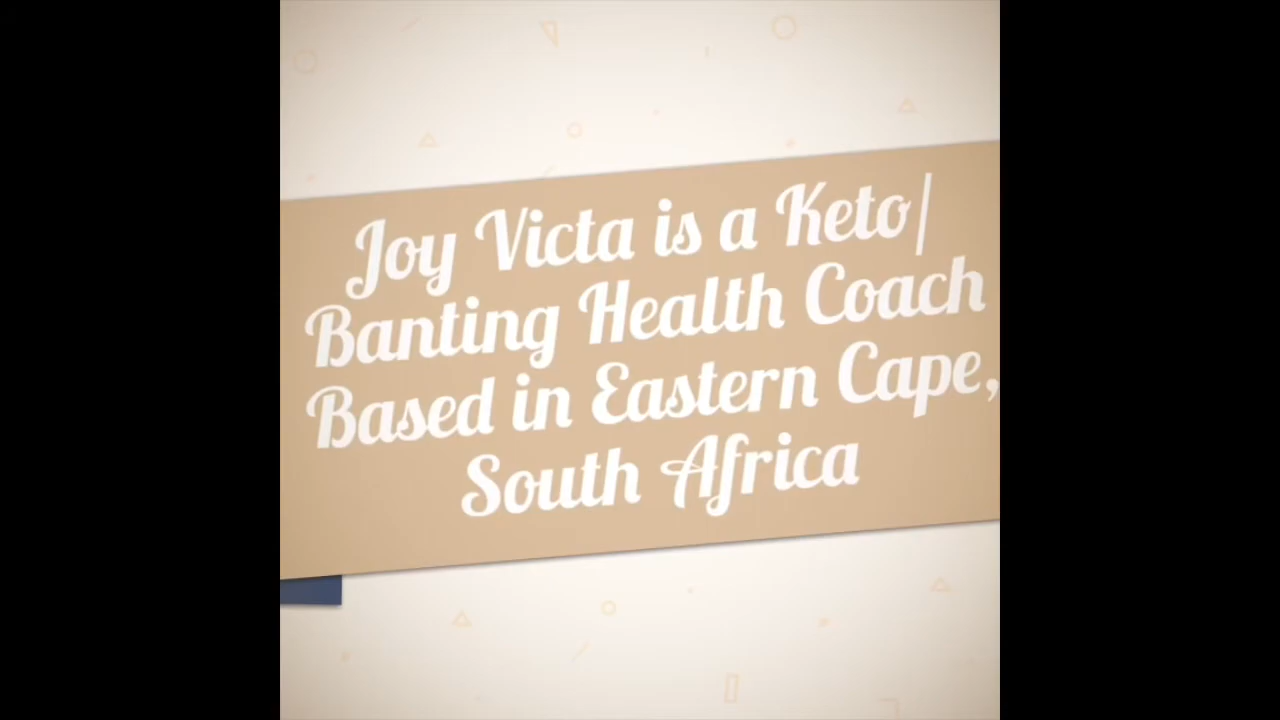 Joy Victa is a Keto/
Banting Health Coach
Based in Eastern Cape,
South Africa